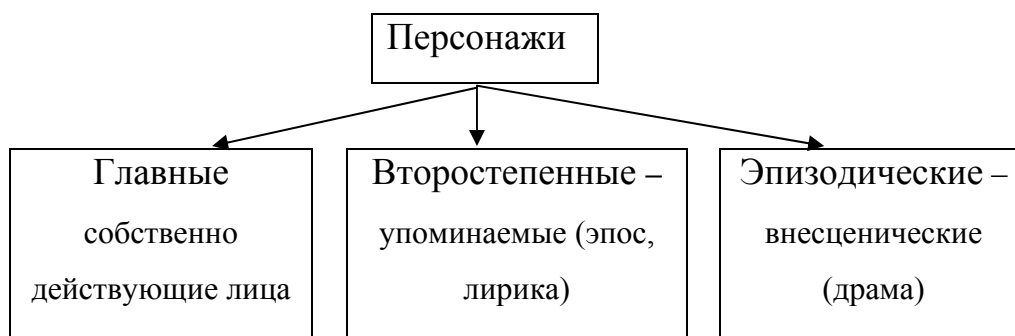 Персонажи
Главные
собственно
действующие лица
Второстепенные –
упоминаемые (эпос,
лирика)
Эпизодические –
внесценические
(драма)